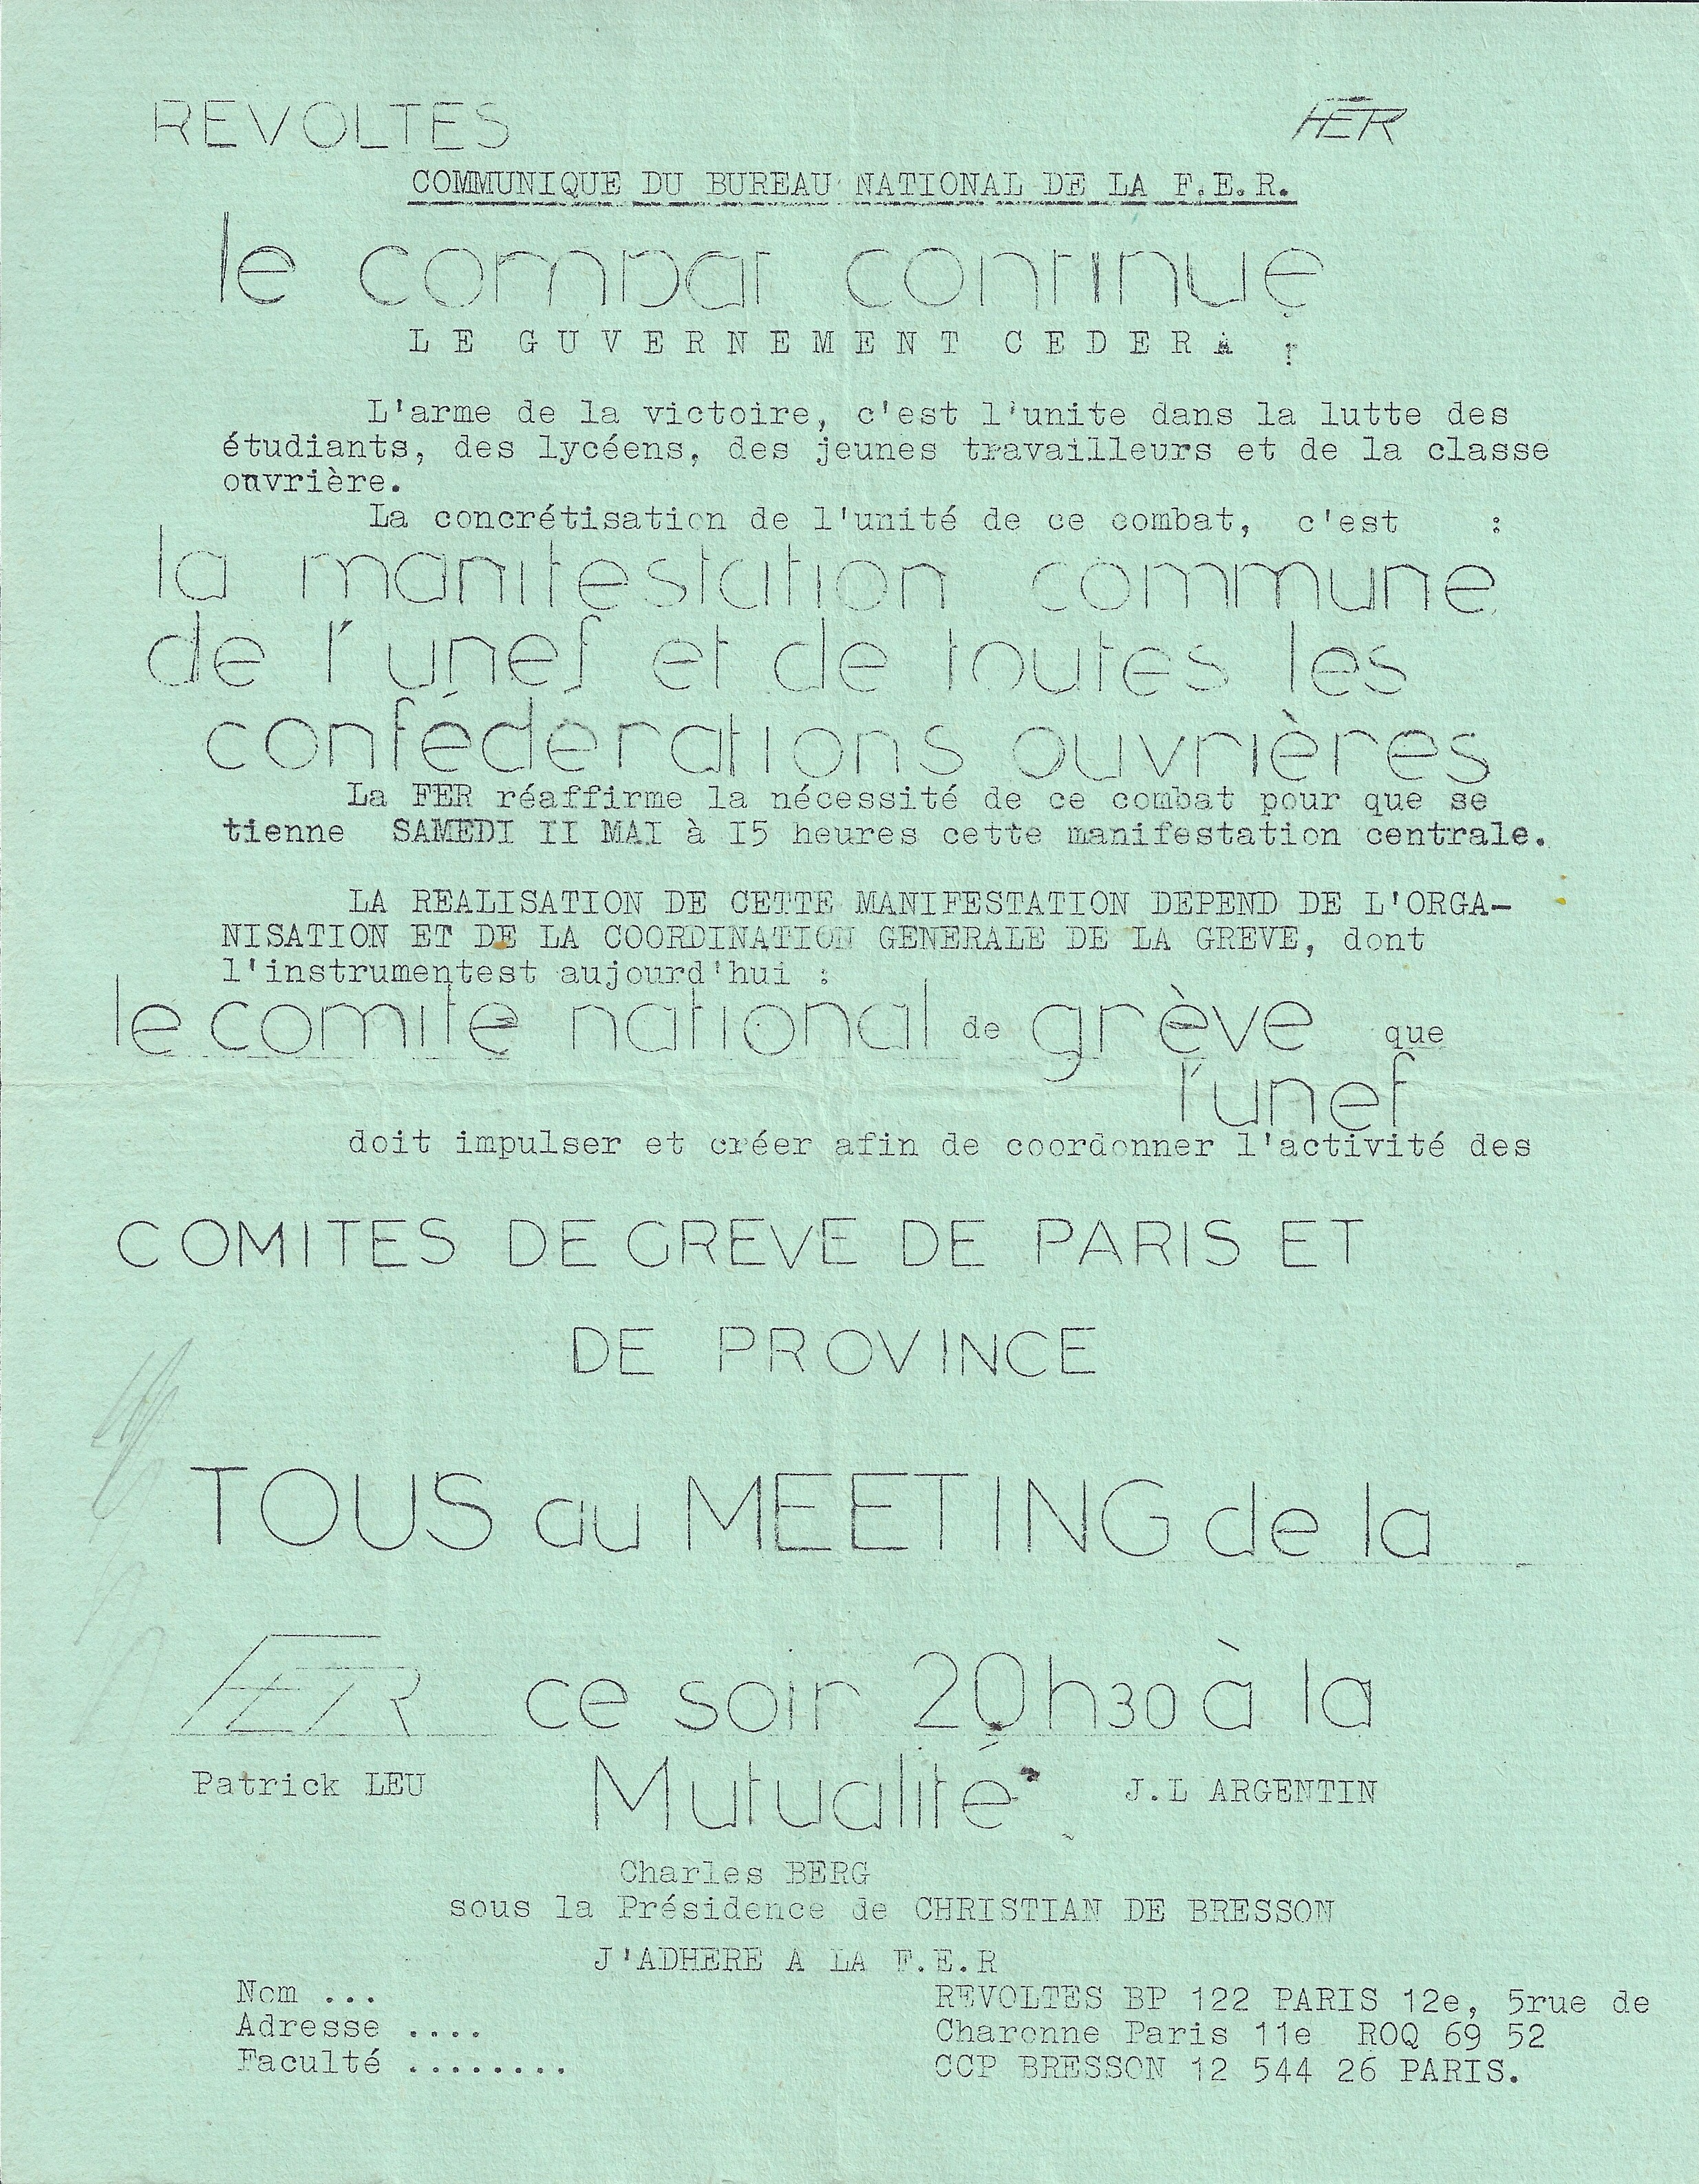 REVOLTES FER
COMMUNIQUE DU BUREAU NATIONAL DE LA F.E.R.
le combat continue
LE GUVERNEMENT CEDERA !
L'arme de la victoire, c'est l'unite dans la lutte des
étudiants, des lycéens, des jeunes travailleurs et de la classe
ouvrière.
La concrétisation de l'unité de ce combat, c'est :
la manifestation commune
de l'unef et de toutes les
confédérations ouvrières
La FER réaffirme la nécessité de ce combat pour que se
tienne SAMEDI II MAI à I5 heures cette manifestation centrale.
LA REALISATION DE CETTE MANIFESTATION DEPEND DE L'ORGA-
NISATION ET DE LA COORDINATION GENERALE DE LA GREVE, dont
l'instrumentest aujourd'hui :
le comité national de grève que
l'unef
doit impulser et créer afin de coordonner l'activité des
COMITES DE GREVE DE PARIS ET
DE PROVINCE
TOUS au MEETING de la
FER ce soir 20h30 à la
Mutualité
Patrick LEU J.L ARGENTIN
Charles BERG
sous la Présidence de CHRISTIAN DE BRESSON
J'ADHERE A LA F.E.R
Nom ... REVOLTES BP 122 PARIS 12e, 5rue de
Adresse .... Charonne Paris 11e ROQ 69 52
Faculté ........ CCP BRESSON 12 544 26 PARIS.